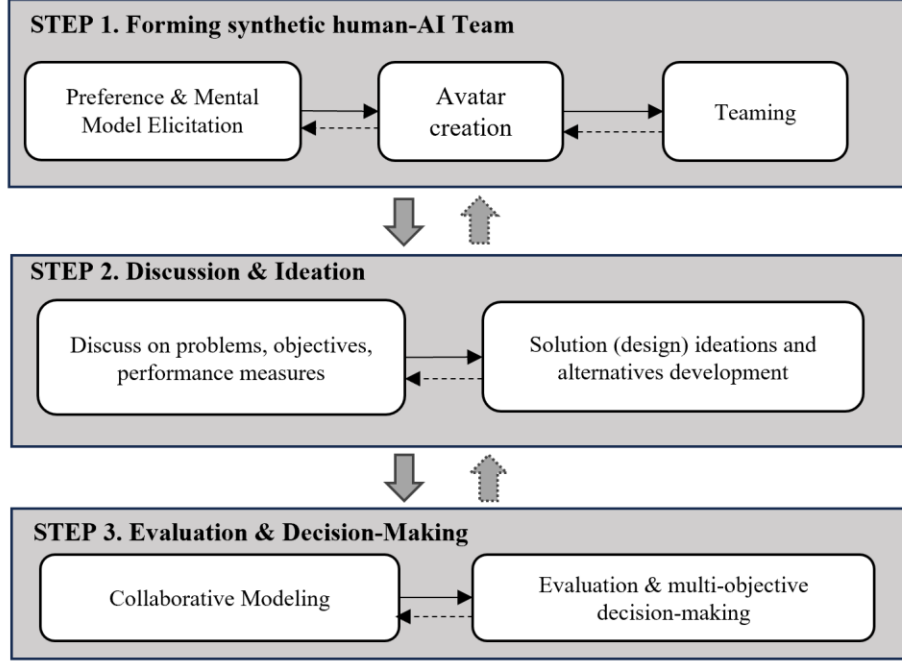 STEP 1. Forming synthetic human-AI Team
Preference & Mental
Model Elicitation
Avatar
creation
Teaming
STEP 2. Discussion & Ideation
Discuss on problems, objectives,
performance measures
Solution (design) ideations and
alternatives development
STEP 3. Evaluation & Decision-Making
Collaborative Modeling
Evaluation & multi-objective
decision-making